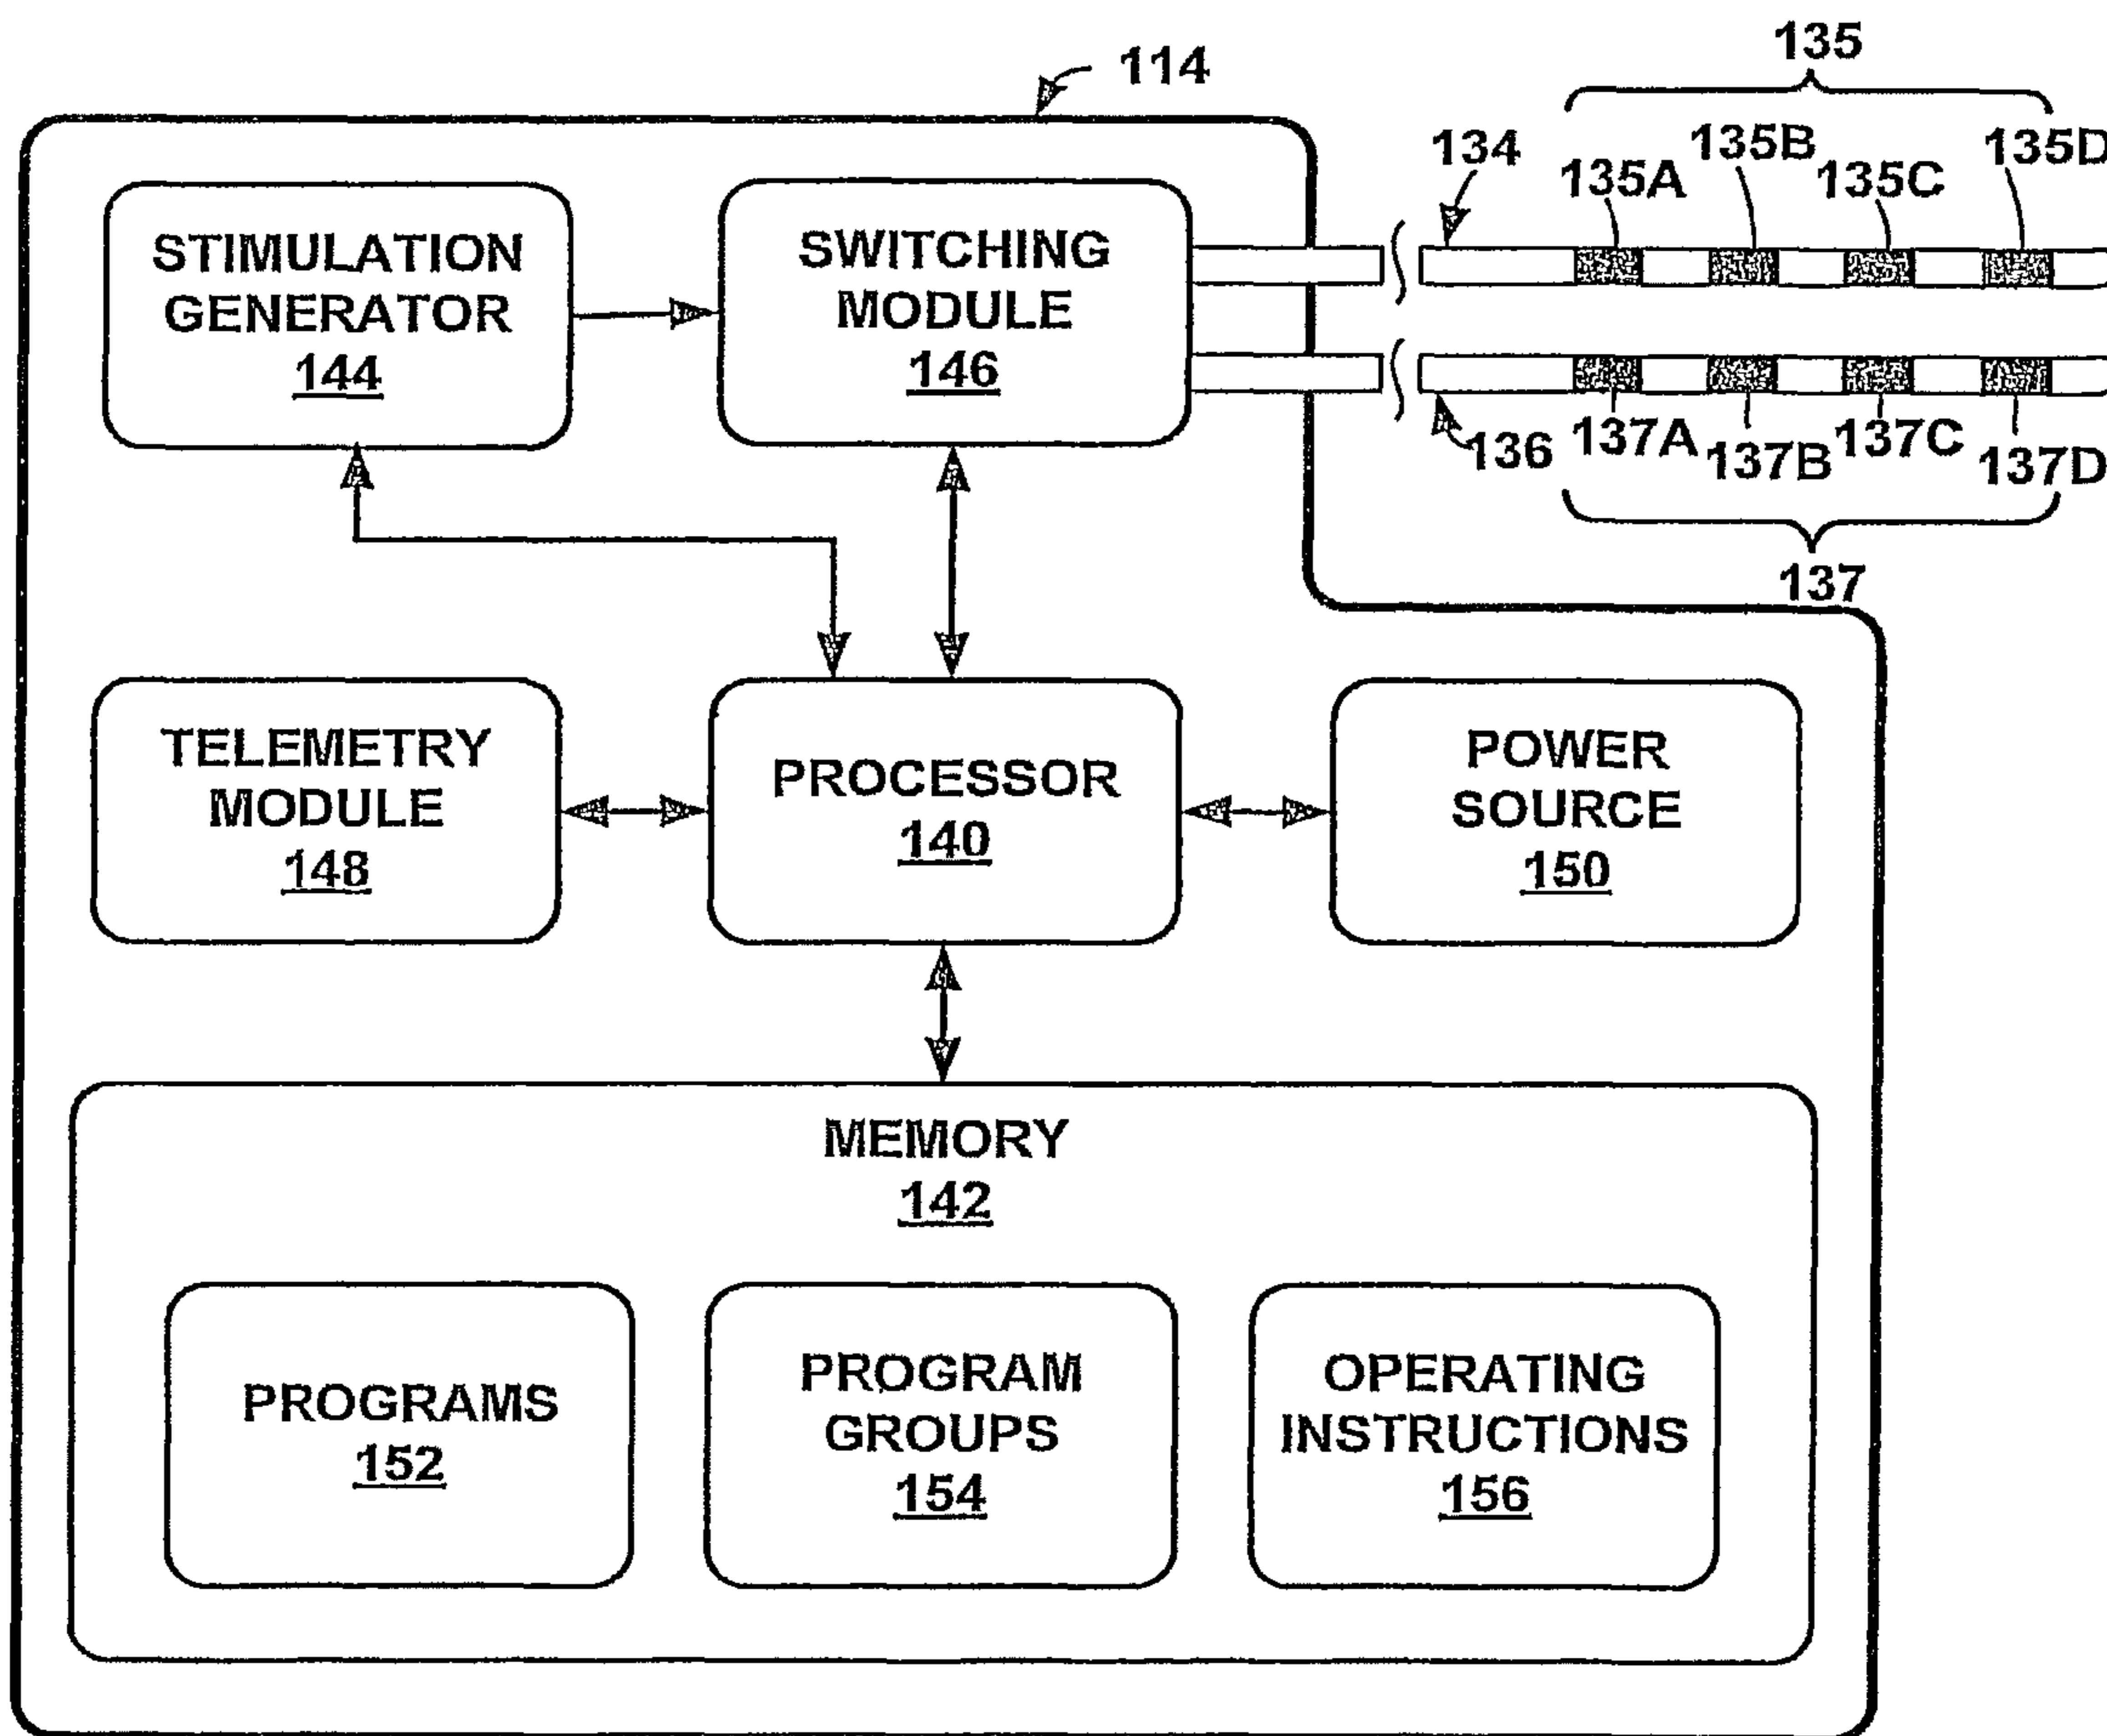 135
114
134
135A
135B
135C
135D
STIMULATION
GENERATOR
144
SWITCHING
MODULE
146
136
137A
137B
137C
137D
137
TELEMETRY
MODULE
148
PROCESSOR
140
POWER
SOURCE
150
MEMORY
142
PROGRAMS
152
PROGRAM
GROUPS
154
OPERATING
INSTRUCTIONS
156